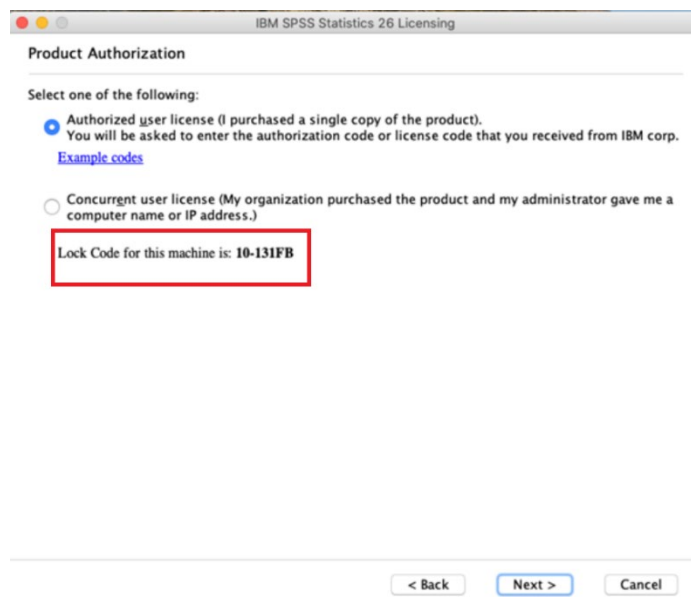 IBM SPSS Statistics 26 Licensing
Product Authorization
Select one of the following:
Authorized user license (I purchased a single copy of the product).
You will be asked to enter the authorization code or license code that you received from IBM corp.
Example codes
Concurrent user license (My organization purchased the product and my administrator gave me a
computer name or IP address.)
Lock Code for this machine is: 10-131FB
< Back Next > Cancel